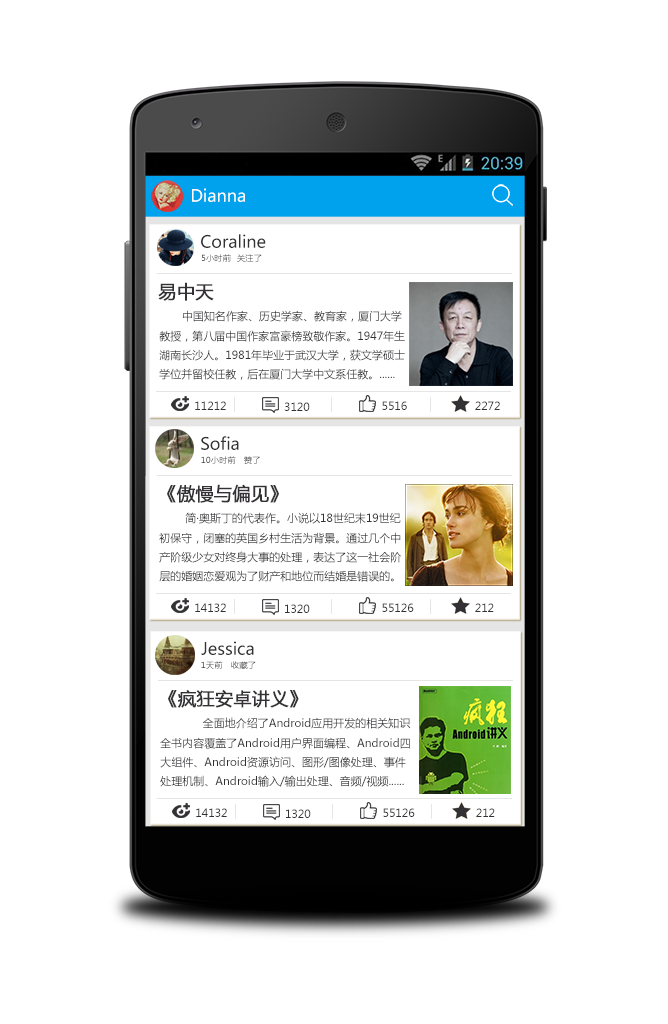 E 20:39
Dianna
Coraline
5小时前 关注了
易中天
中国知名作家、历史学家、教育家，厦门大学
教授，第八届中国作家富豪榜致敬作家。1947年生
湖南长沙人。1981年毕业于武汉大学，获文学硕士
学位并留校任教，后在厦门大学中文系任教。......
11212 3120 5516 2272
Sofia
10小时前 赞了
《傲慢与偏见》
简·奥斯丁的代表作。小说以18世纪末19世纪
初保守，闭塞的英国乡村生活为背景。通过几个中
产阶级少女对终身大事的处理，表达了这一社会阶
层的婚姻恋爱观为了财产和地位而结婚是错误的。
14132 1320 55126 212
Jessica
1天前 收藏了
《疯狂安卓讲义》
全面地介绍了Android应用开发的相关知识
全书内容覆盖了Android用户界面编程、Android四
大组件、Android资源访问、图形/图像处理、事件
处理机制、Android输入/输出处理、音频/视频......
疯狂
Android讲义
14132 1320 55126 212